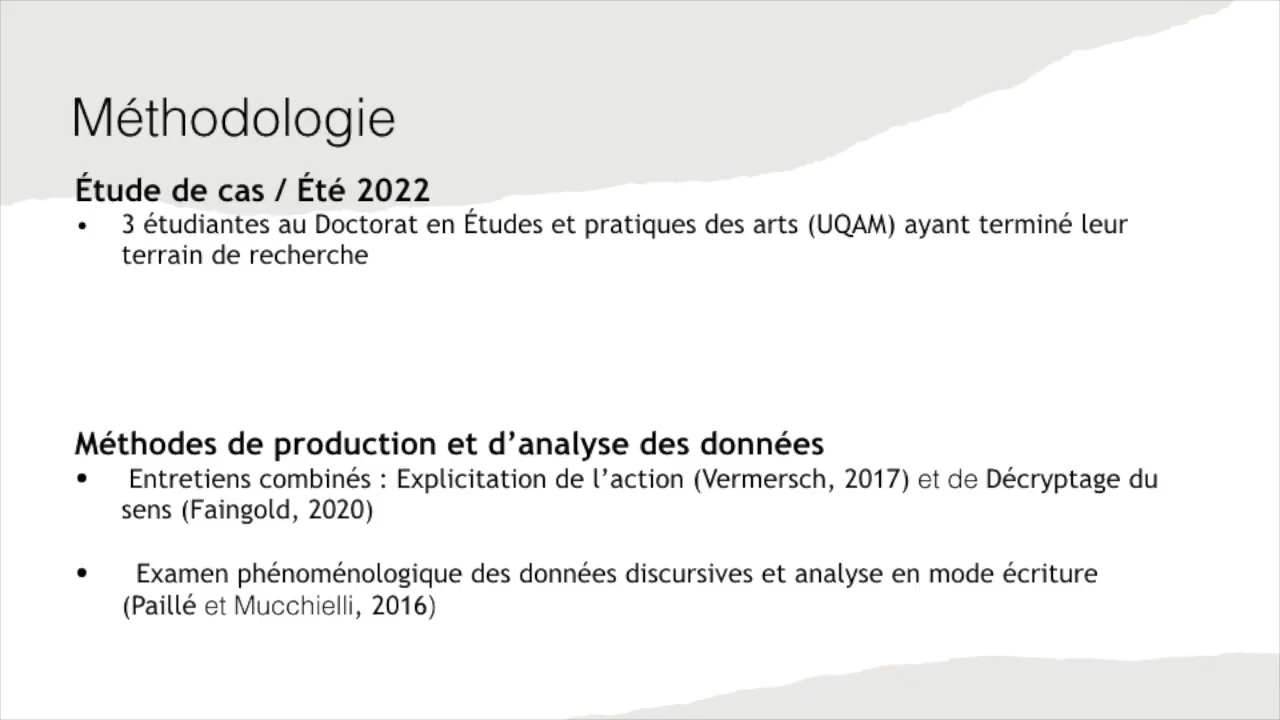 Méthodologie
Étude de cas / Été 2022
• 3 étudiantes au Doctorat en Études et pratiques des arts (UQAM) ayant terminé leur
terrain de recherche
Méthodes de production et d’analyse des données
• Entretiens combinés : Explicitation de l’action (Vermersch, 2017) et de Décryptage du
sens (Faingold, 2020)
• Examen phénoménologique des données discursives et analyse en mode écriture
(Paillé et Mucchielli, 2016)